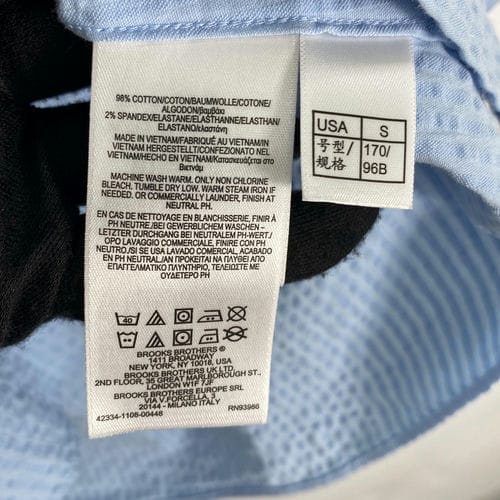 98% COTTON/COTON/BAUMWOLLE/COTONE/
ALGODON/βαμβάκι
2% SPANDEX/ELASTANE/ELASTHANNE/ELASTHAN/
ELASTANO/ελαστάνη
MADE IN VIETNAM/FABRIQUÉ AU VIETNAM/IN
VIETNAM HERGESTELLT/CONFEZIONATO NEL
VIETNAM/HECHO EN VIETNAM/Κατασκευάζεται στο
Βιετνάμ
MACHINE WASH WARM. ONLY NON CHLORINE
BLEACH. TUMBLE DRY LOW. WARM STEAM IRON IF
NEEDED. OR COMMERCIALLY LAUNDER, FINISH AT
NEUTRAL PH.
EN CAS DE NETTOYAGE EN BLANCHISSERIE, FINIR À
PH NEUTRE./BEI GEWERBLICHEM WASCHEN –
LETZTER DURCHGANG BEI NEUTRALEM PH-WERT./
OPO LAVAGGIO COMMERCIALE, FINIRE CON PH
NEUTRO/SI SE USA LAVADO COMERCIAL, ACABADO
EN PH NEUTRAL/ΑΝ ΠΡΟΚΕΙΤΑΙ ΝΑ ΠΛΥΘΕΙ ΣΕ
ΕΠΑΓΓΕΛΜΑΤΙΚΟ ΠΛΥΝΤΗΡΙΟ, ΤΕΛΕΙΩΣΤΕ ΜΕ
ΟΥΔΕΤΕΡΟ PH
40
BROOKS BROTHERS ®
1411 BROADWAY
NEW YORK, NY 10018, USA
BROOKS BROTHERS UK LTD.
2ND FLOOR, 35 GREAT MARLBOROUGH ST.,
LONDON W1F 7JF
BROOKS BROTHERS EUROPE SRL
VIA V.FORCELLA, 3
20144 - MILANO ITALY
42334-1108-00448 RN93986
USA S
号型/ 170/
规格 96B